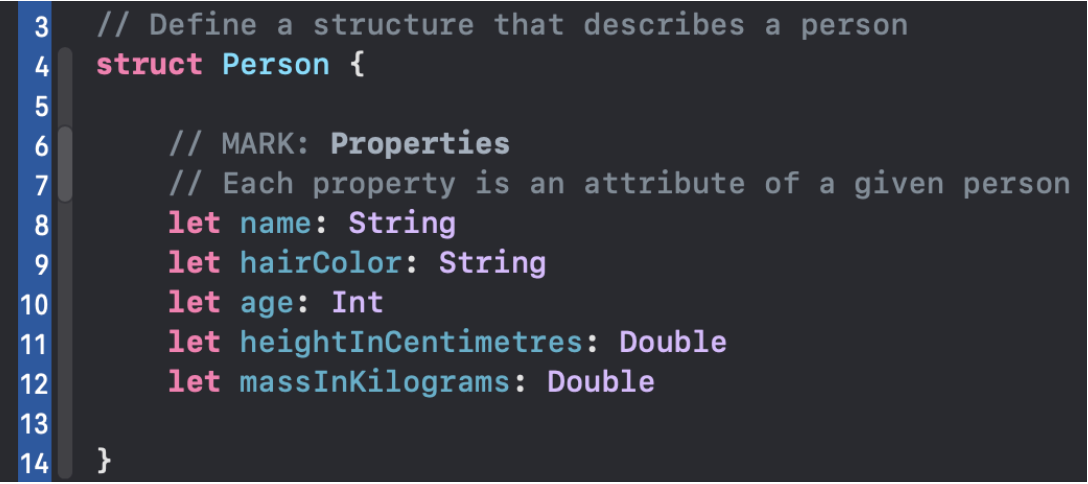 3 // Define a structure that describes a person
4 struct Person {
5
6 // MARK: Properties
7 // Each property is an attribute of a given person
8 let name: String
9 let hairColor: String
10 let age: Int
11 let heightInCentimetres: Double
12 let massInKilograms: Double
13
14 }